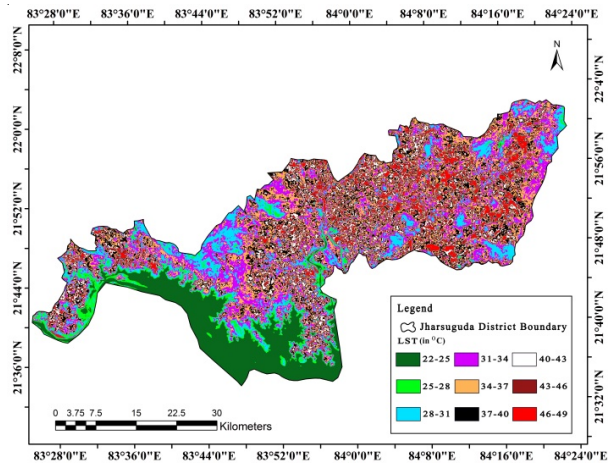 83°28'0"E 83°36'0"E 83°44'0"E 83°52'0"E 84°0'0"E 84°8'0"E 84°16'0"E 84°24'0"E
22°8'0"N
22°0'0"N
21°52'0"N
21°44'0"N
21°36'0"N
N
22°4'0"N
21°56'0"N
21°48'0"N
21°40'0"N
21°32'0"N
Legend
Jharsuguda District Boundary
LST (in °C)
22-25 31-34 40-43
25-28 34-37 43-46
28-31 37-40 46-49
0 3.75 7.5 15 22.5 30
Kilometers
83°28'0"E 83°36'0"E 83°44'0"E 83°52'0"E 84°0'0"E 84°8'0"E 84°16'0"E